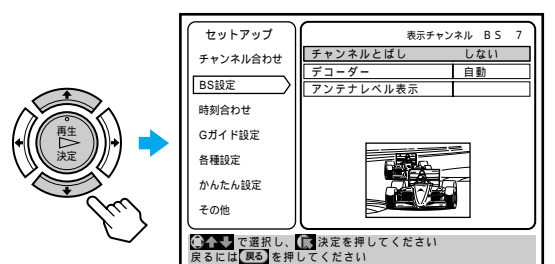 再生
決定
セットアップ
チャンネル合わせ
BS設定
時刻合わせ
Gガイド設定
各種設定
かんたん設定
その他
表示チャンネル BS 7
チャンネルとばし しない
デコーダー 自動
アンテナレベル表示
で選択し、 決定を押してください
戻るには 戻る を押してください